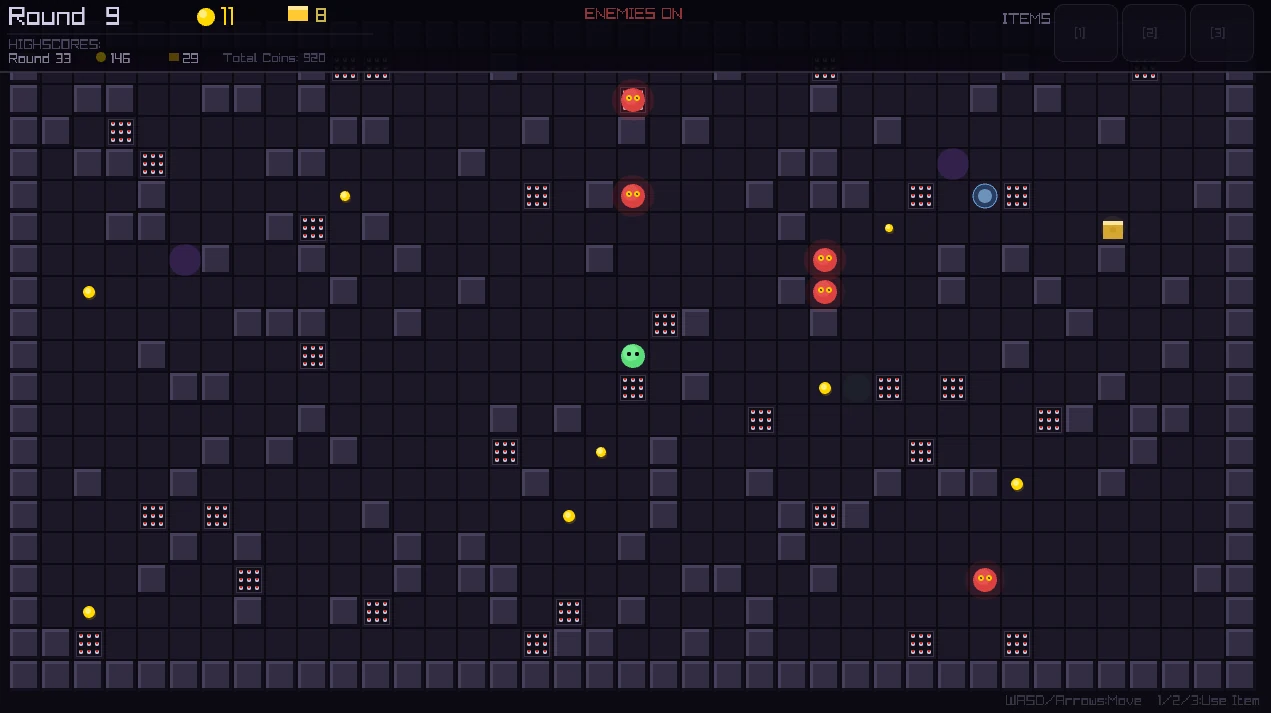 Round 9 11 8 ENEMIES ON ITEMS [1] [2] [3]
HIGHSCORES:
Round 33 146 29 Total Coins: 920
WASD/Arrows:Move 1/2/3:Use Item